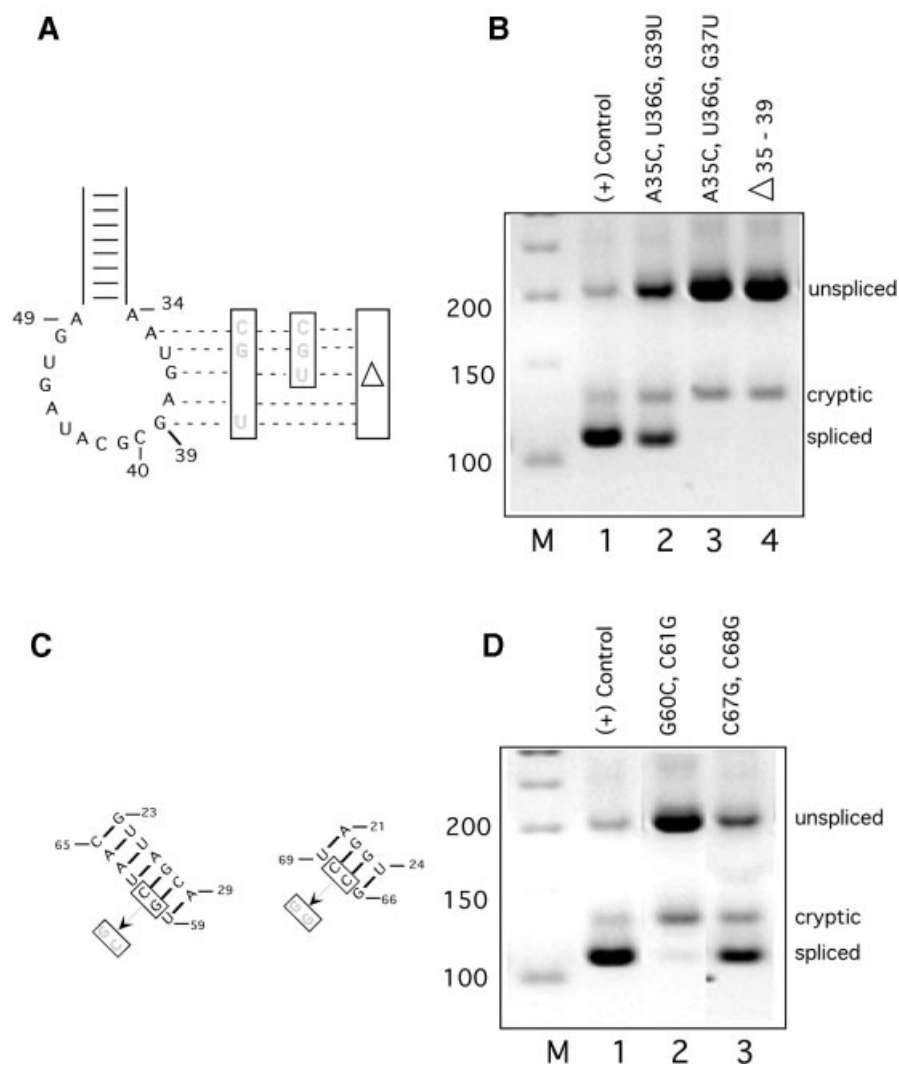 A
49
A
A
34
G
A
U
U
G
G
A
U
A
C
G
C
G
39
40
C
G
U
C
G
U
△
B
(+) Control
A35C, U36G, G39U
A35C, U36G, G37U
△ 35 - 39
200
150
100
unspliced
cryptic
spliced
M 1 2 3 4
C
65
C
G
23
U
U
A
G
C
A
29
A
A
U
C
G
U
59
G
C
69
U
A
21
G
G
U
24
C
C
G
66
G
G
D
(+) Control
G60C, C61G
C67G, C68G
200
150
100
unspliced
cryptic
spliced
M 1 2 3